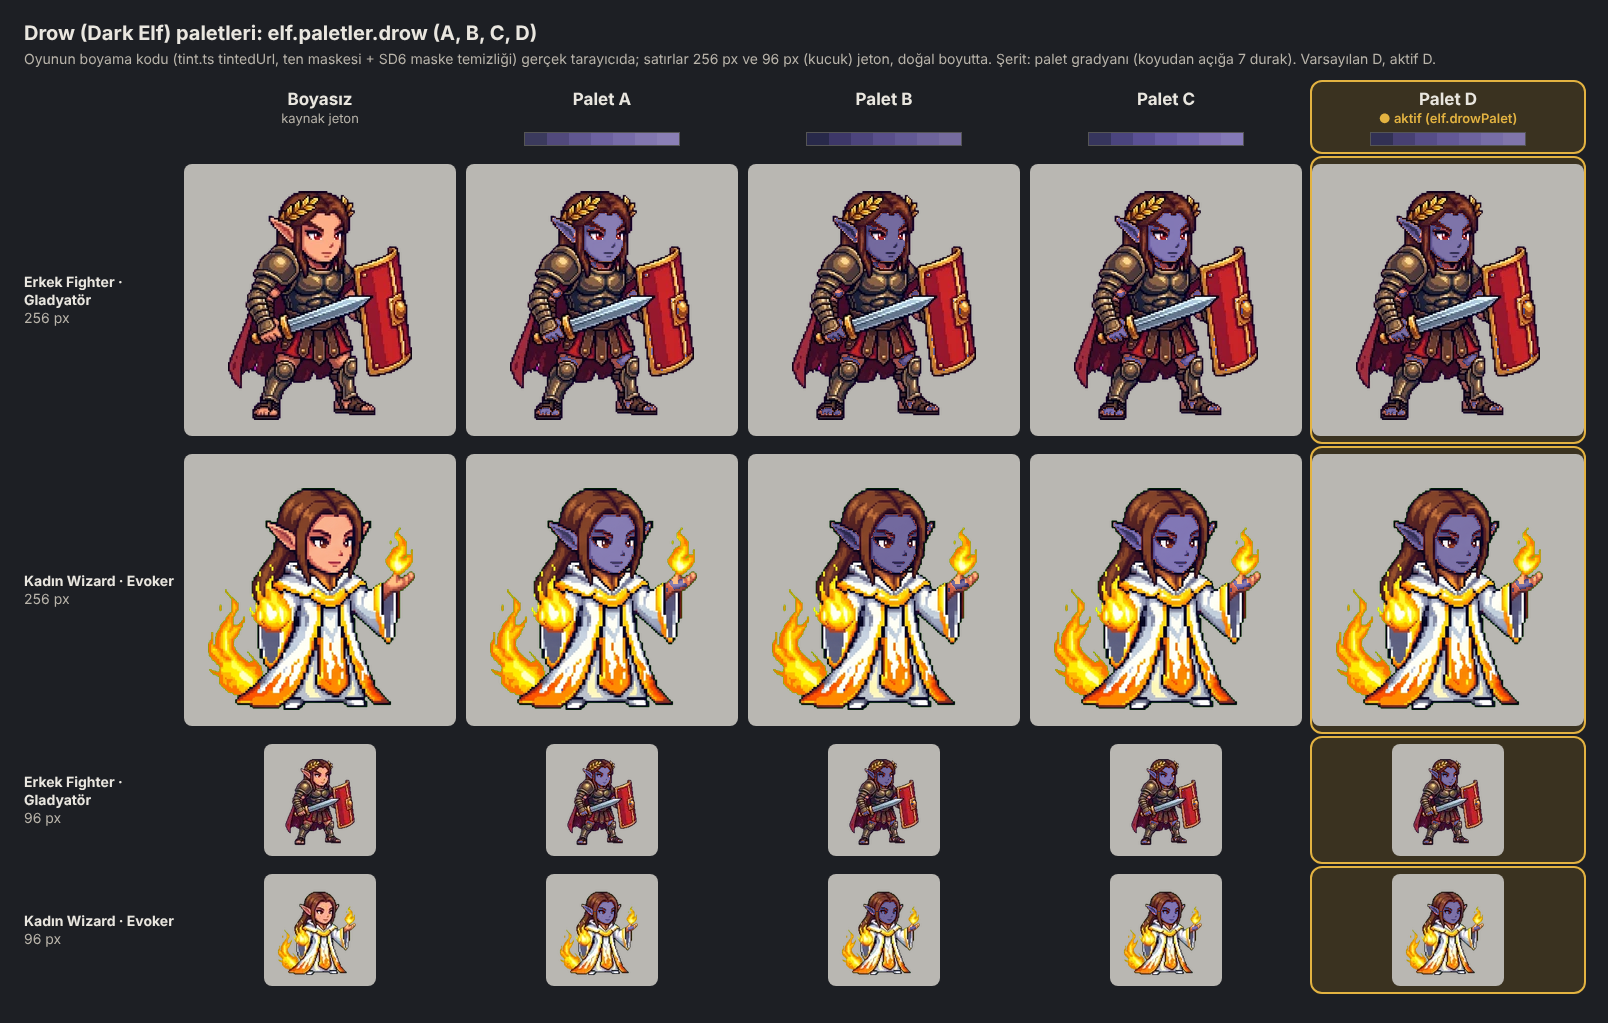 Drow (Dark Elf) paletleri: elf.paletler.drow (A, B, C, D)
Oyunun boyama kodu (tint.ts tintedUrl, ten maskesi + SD6 maske temizliği) gerçek tarayıcıda; satırlar 256 px ve 96 px (kucuk) jeton, doğal boyutta. Şerit: palet gradyanı (koyudan açığa 7 durak). Varsayılan D, aktif D.
Boyasız
kaynak jeton
Palet A
Palet B
Palet C
Palet D
aktif (elf.drowPalet)
Erkek Fighter ·
Gladyatör
256 px
Kadın Wizard · Evoker
256 px
Erkek Fighter ·
Gladyatör
96 px
Kadın Wizard · Evoker
96 px